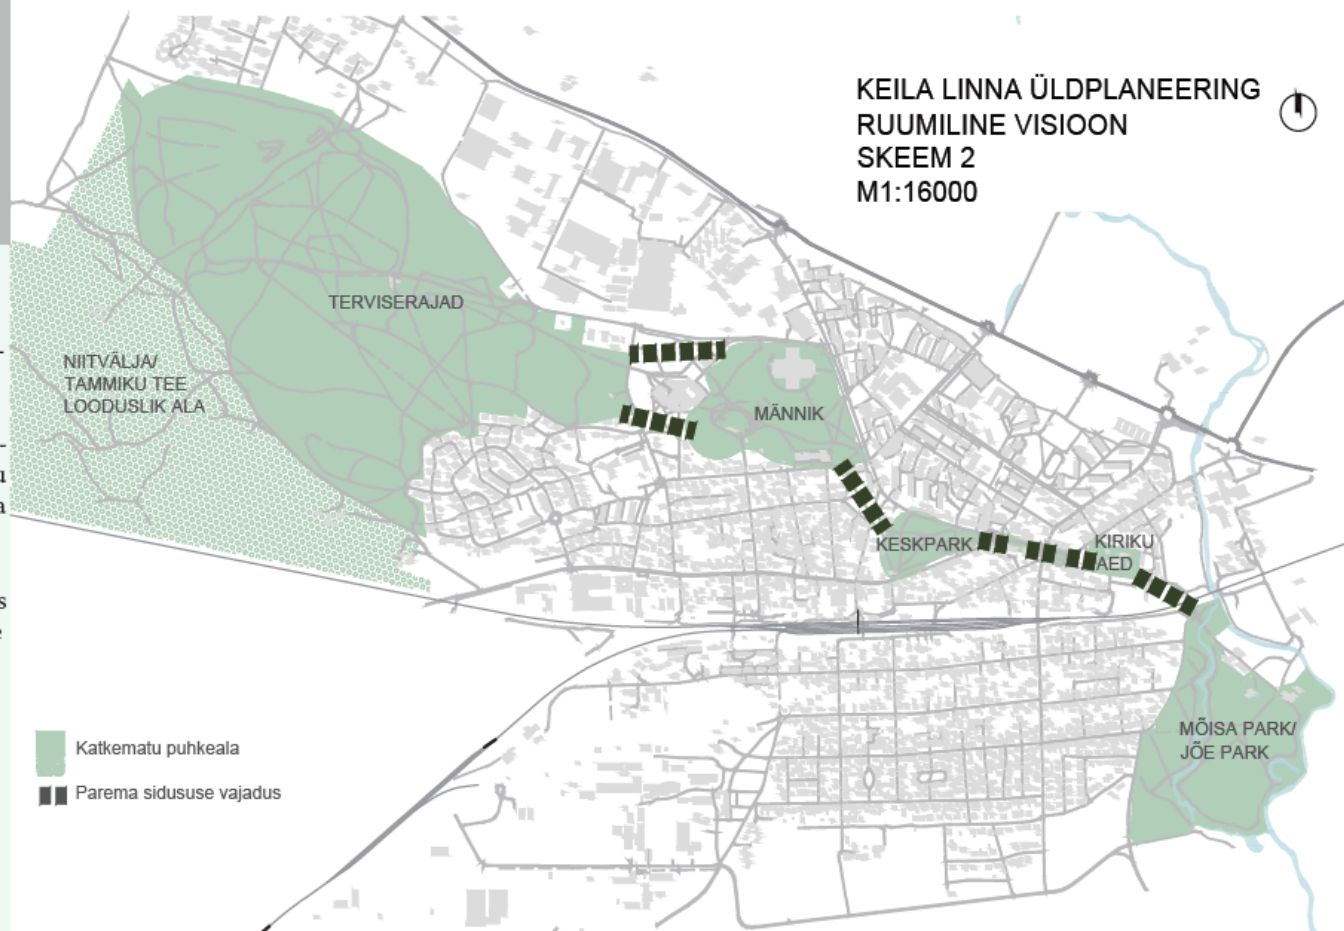 KEILA LINNA ÜLDPLANEERING
RUUMILINE VISIOON
SKEEM 2
M1:16000
TERVISERAJAD
NIITVÄLJA/
TAMMIKU TEE
LOODUSLIK ALA
MÄNNIK
KESKPARK
KIRIKU
AED
MÕISA PARK/
JÕE PARK
Katkematu puhkeala
Parema sidususe vajadus